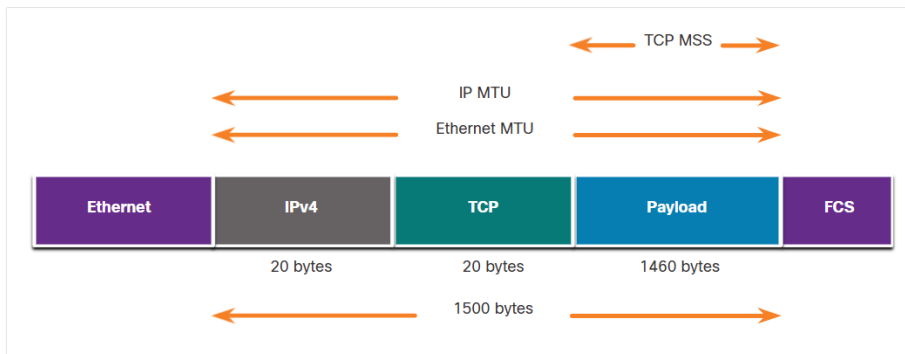 TCP MSS
IP MTU
Ethernet MTU
Ethernet IPv4 TCP Payload FCS
20 bytes 20 bytes 1460 bytes
1500 bytes